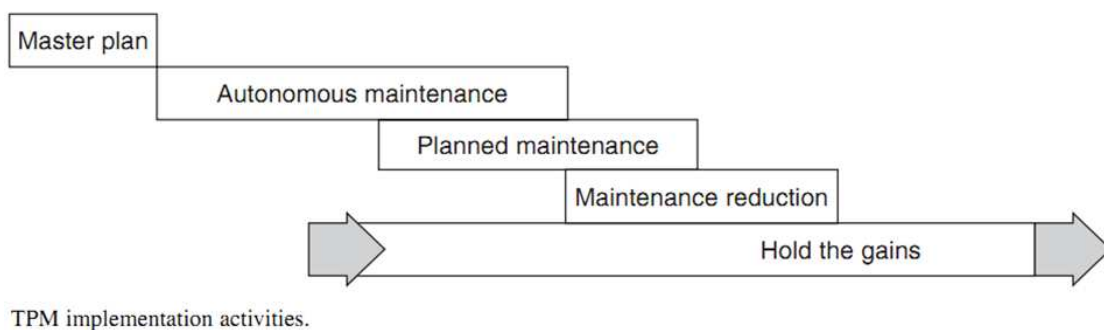 Master plan
Autonomous maintenance
Planned maintenance
Maintenance reduction
Hold the gains
TPM implementation activities.